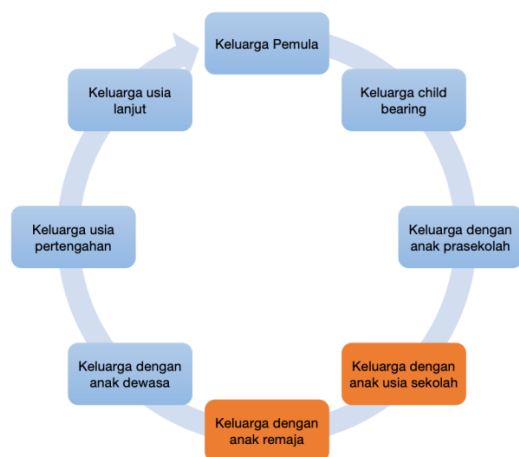 Keluarga Pemula
Keluarga child
bearing
Keluarga dengan
anak prasekolah
Keluarga dengan
anak usia sekolah
Keluarga dengan
anak remaja
Keluarga dengan
anak dewasa
Keluarga usia
pertengahan
Keluarga usia
lanjut